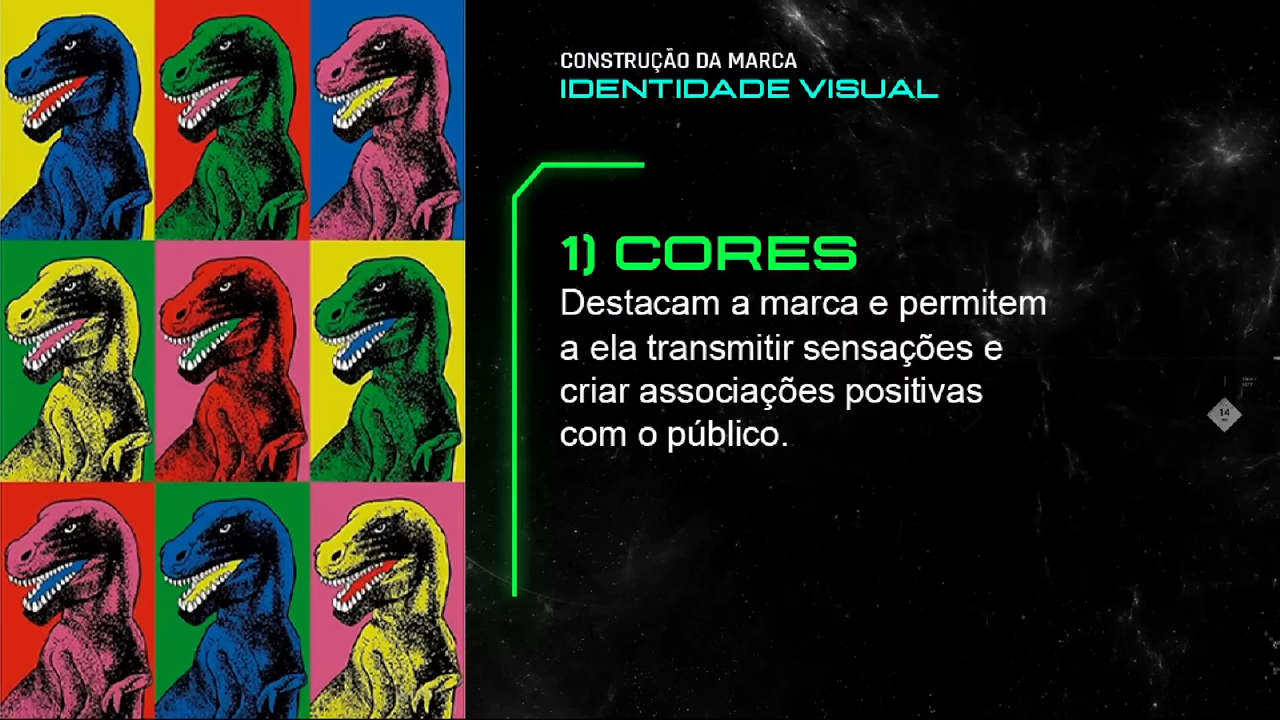 CONSTRUÇÃO DA MARCA
IDENTIDADE VISUAL
1) CORES
Destacam a marca e permitem
a ela transmitir sensações e
criar associações positivas
com o público.
14